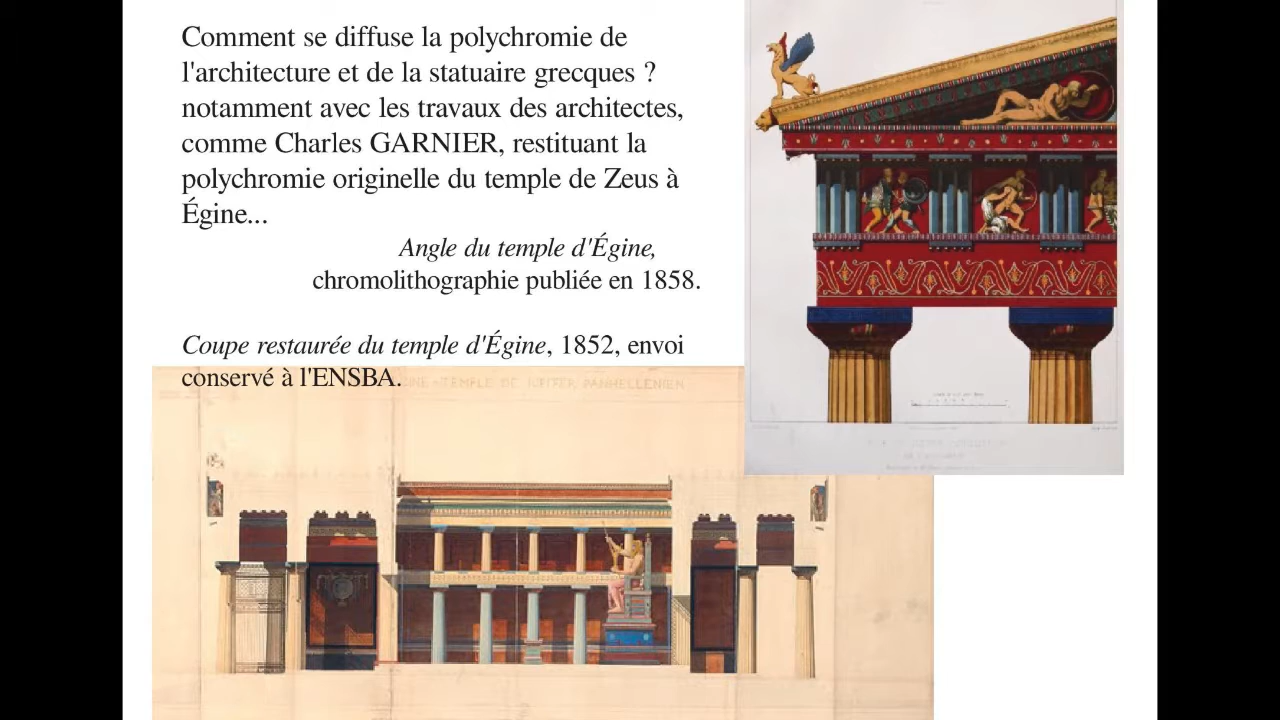 Comment se diffuse la polychromie de
l'architecture et de la statuaire grecques ?
notamment avec les travaux des architectes,
comme Charles GARNIER, restituant la
polychromie originelle du temple de Zeus à
Égine...
Angle du temple d'Égine,
chromolithographie publiée en 1858.
Coupe restaurée du temple d'Égine, 1852, envoi
conservé à l'ENSBA.
TEMPLE DE JUPITER PANHELLENIEN